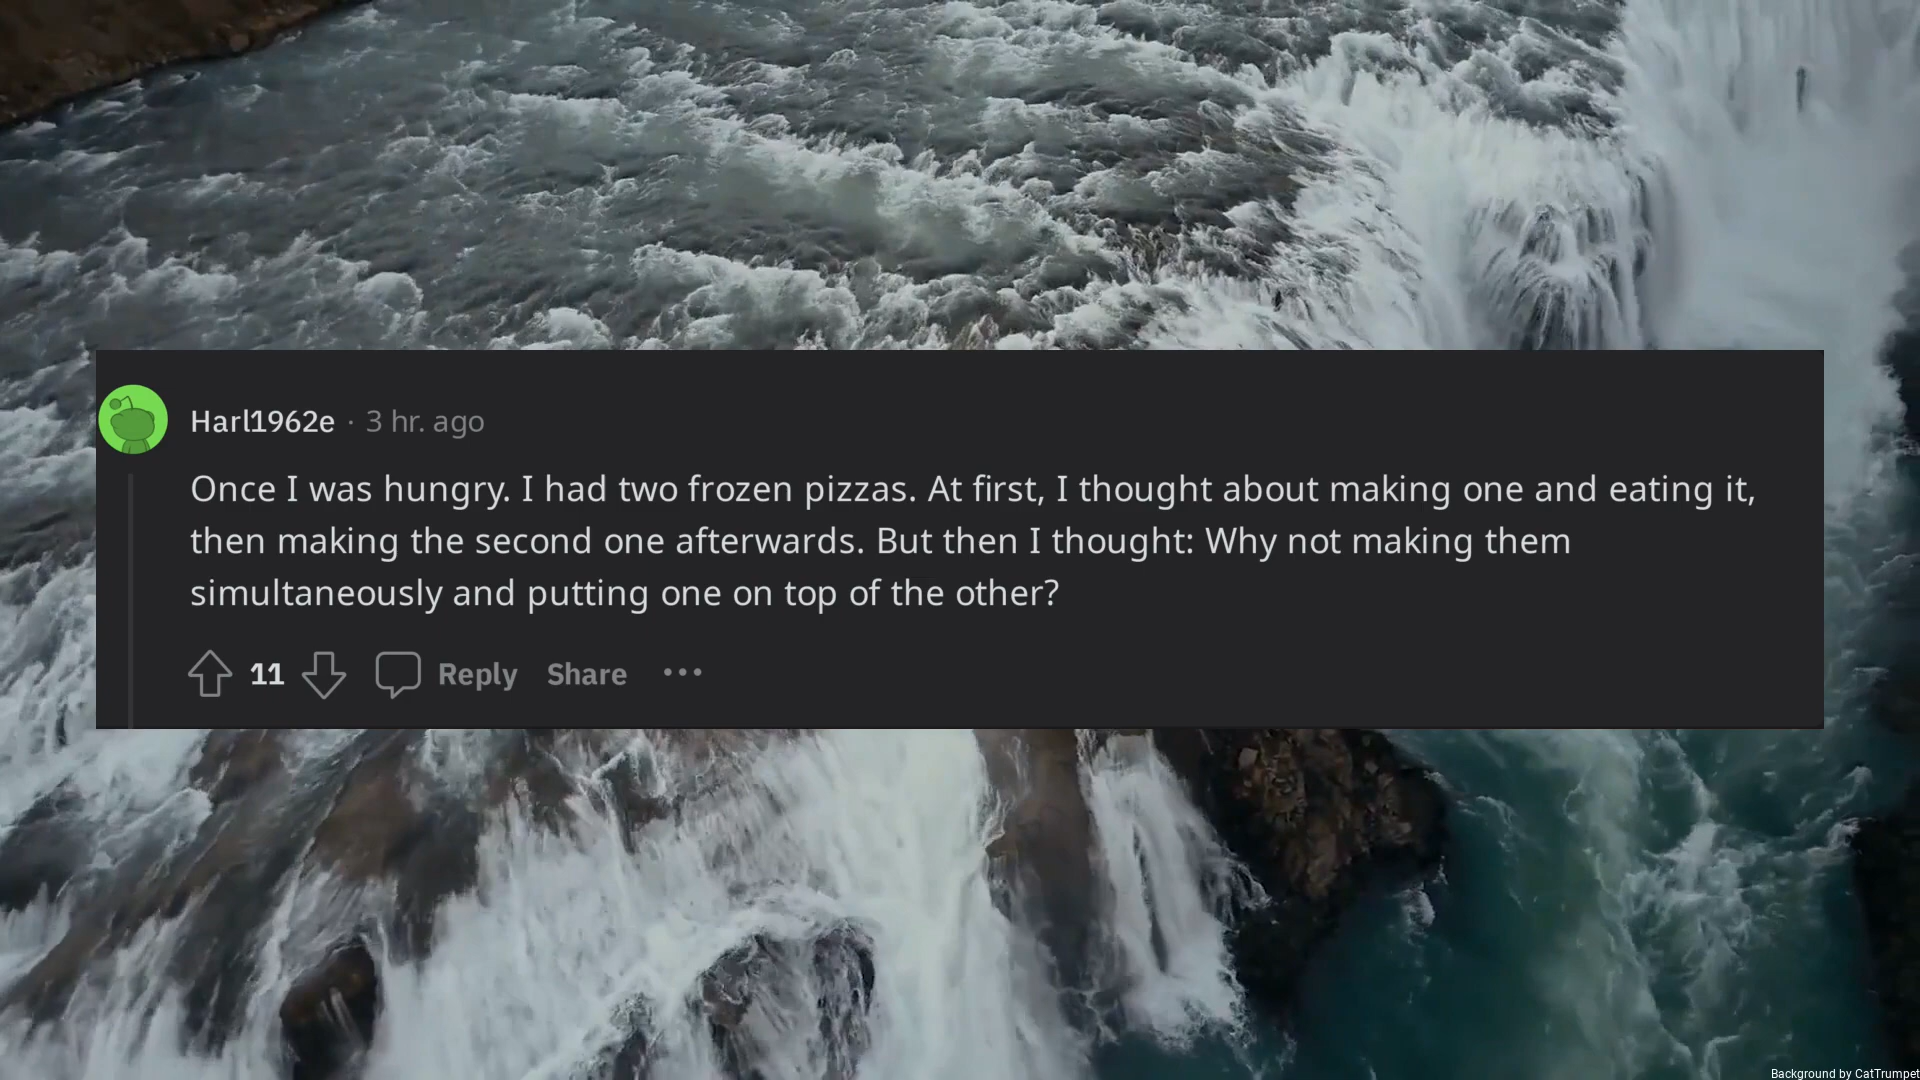 Harl1962e · 3 hr. ago
Once I was hungry. I had two frozen pizzas. At first, I thought about making one and eating it,
then making the second one afterwards. But then I thought: Why not making them
simultaneously and putting one on top of the other?
11 Reply Share ...
Background by CatTrumpet